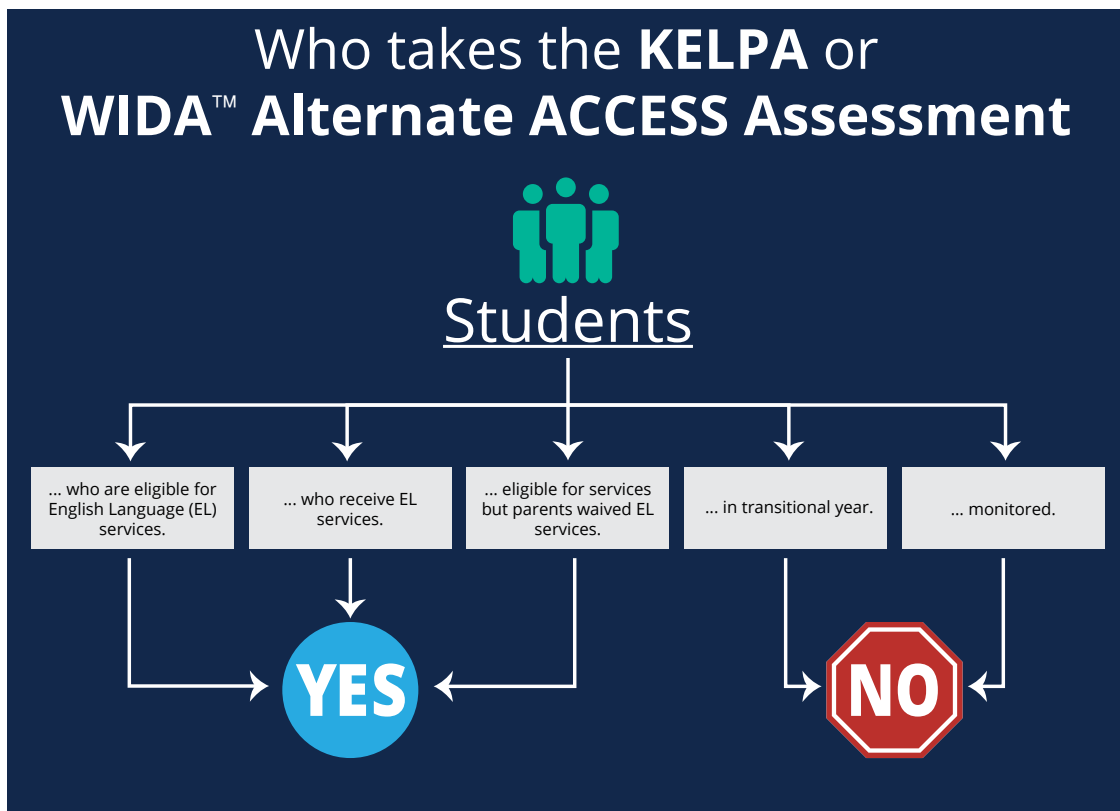 Who takes the KELPA or
WIDA™ Alternate ACCESS Assessment
Students
... who are eligible for
English Language (EL)
services.
... who receive EL
services.
... eligible for services
but parents waived EL
services.
... in transitional year.
... monitored.
YES
NO